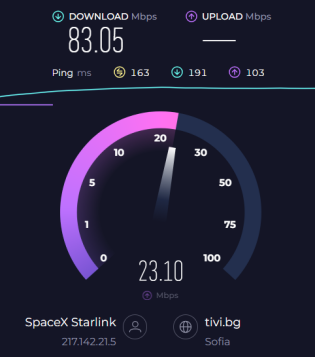 DOWNLOAD Mbps
UPLOAD Mbps
83.05
Ping ms 163 191 103
0
1
5
10
20
30
50
75
100
23.10
Mbps
SpaceX Starlink
217.142.21.5
tivi.bg
Sofia